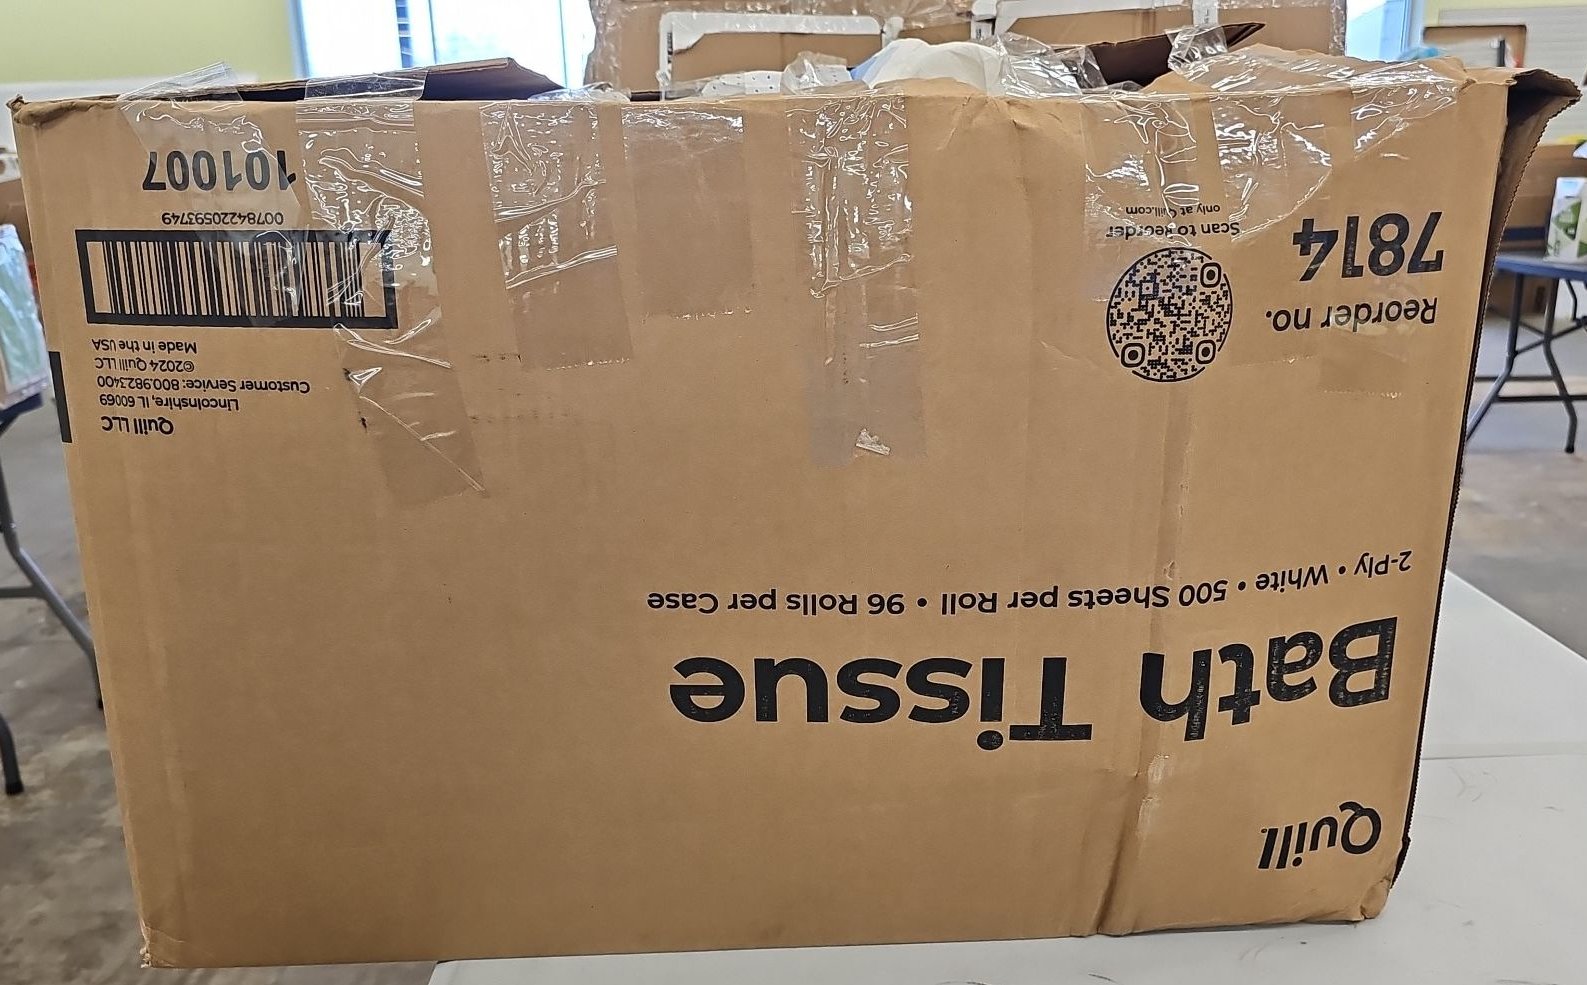 Quill.
Bath Tissue
2-Ply • White • 500 Sheets per Roll • 96 Rolls per Case
Reorder no.
7814
Scan to Reorder
only at Quill.com
Quill LLC
Lincolnshire, IL 60069
Customer Service: 800.982.3400
©2024 Quill LLC
Made in the USA
00784220593749
101007